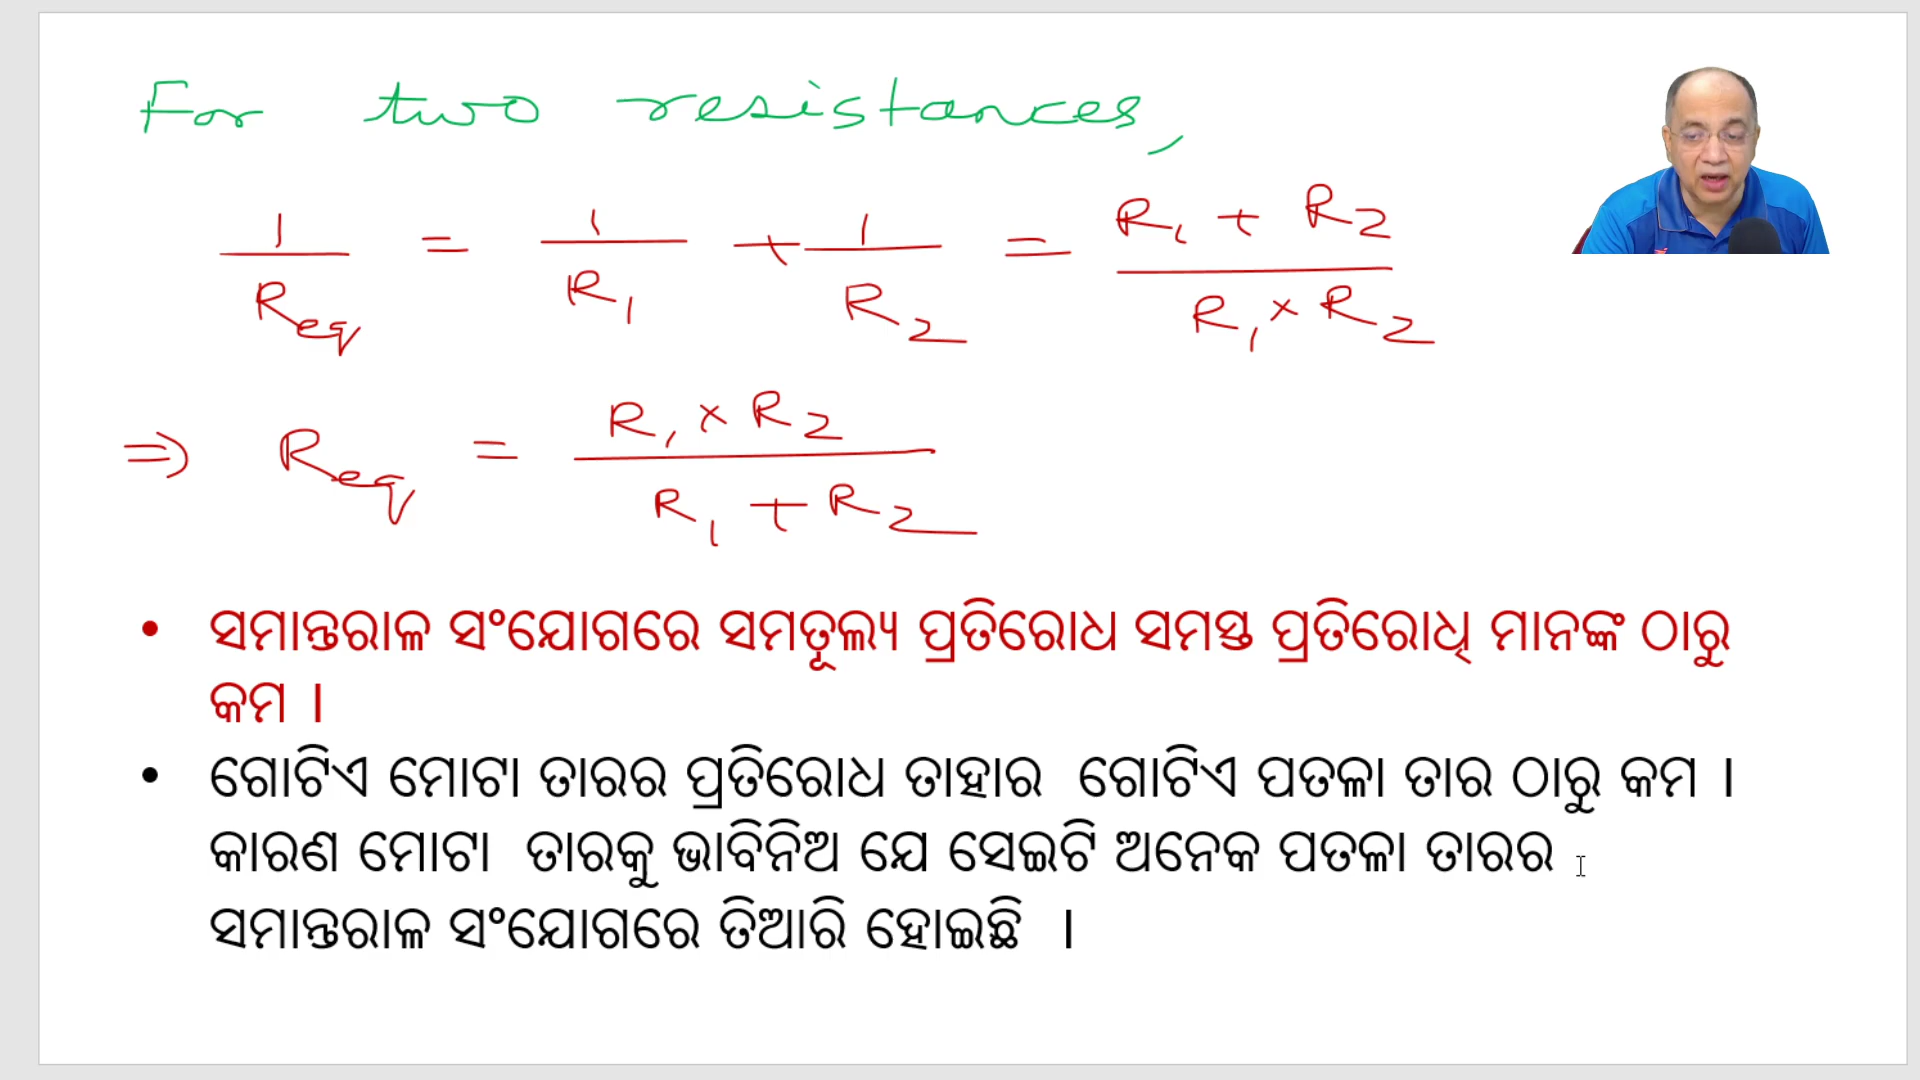 For two resistances,
1/Req = 1/R1 + 1/R2 = (R1 + R2)/(R1 × R2)
⇒ Req = (R1 × R2)/(R1 + R2)
• ସମାନ୍ତରାଳ ସଂଯୋଗରେ ସମତୂଲ୍ୟ ପ୍ରତିରୋଧ ସମସ୍ତ ପ୍ରତିରୋଧି ମାନଙ୍କ ଠାରୁ
କମ ।
• ଗୋଟିଏ ମୋଟା ତାରର ପ୍ରତିରୋଧ ତାହାର ଗୋଟିଏ ପତଳା ତାର ଠାରୁ କମ ।
କାରଣ ମୋଟା ତାରକୁ ଭାବିନିଅ ଯେ ସେଇଟି ଅନେକ ପତଳା ତାରର
ସମାନ୍ତରାଳ ସଂଯୋଗରେ ତିଆରି ହୋଇଛି ।